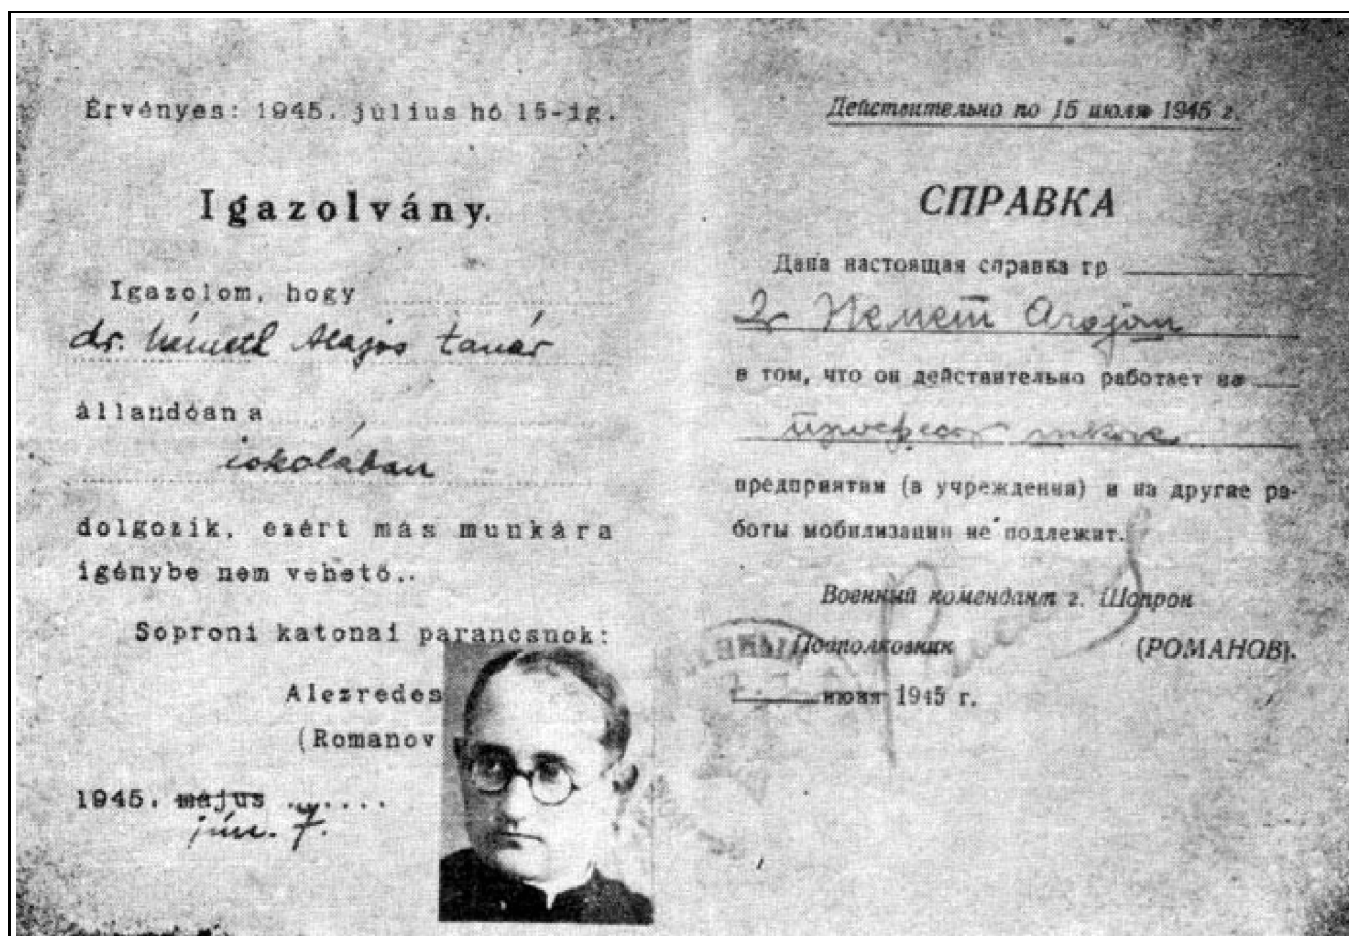 Érvényes: 1945. július hó 15-ig.
Igazolvány.
Igazolom, hogy
dr. Németh Alajos tanár
állandóan a
iskolában
dolgozik, ezért más munkára
igénybe nem vehető..
Soproni katonai parancsnok:
Alezredes
(Romanov
1945. május ......
jún. 7.
Действительно по 15 июля 1945 г.
СПРАВКА
Дана настоящая справка гр
Др Немет
в том, что он действительно работает на
предприятии (в учреждении) и на другие ра-
боты мобилизации не подлежит.
Военный комендант г. Шопрон
Подполковник (РОМАНОВ).
июня 1945 г.